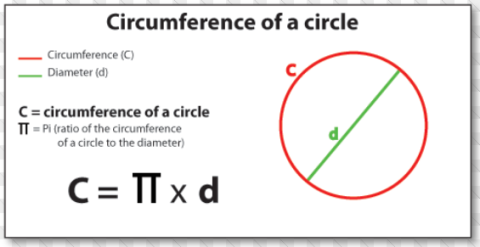 Circumference of a circle
Circumference (C)
Diameter (d)
C = circumference of a circle
π = Pi (ratio of the circumference
of a circle to the diameter)
C = π x d
C
d